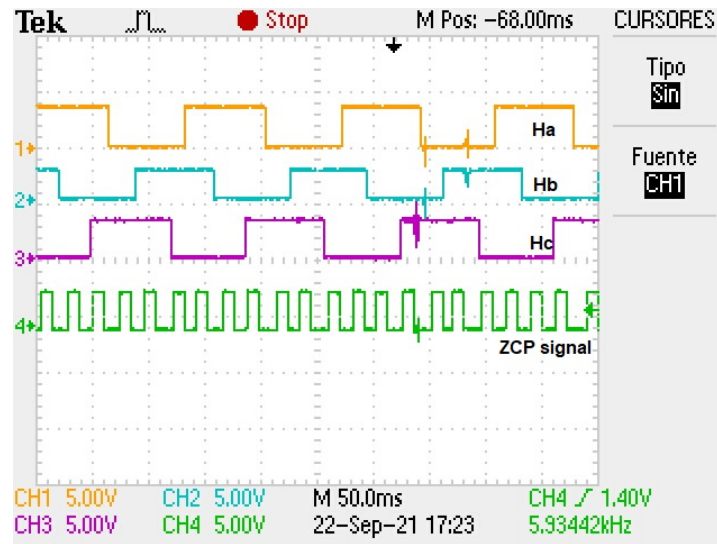 Tek Stop M Pos: -68.00ms CURSORES
Tipo
Sin
Fuente
CH1
Ha
1
Hb
2
Hc
3
4
ZCP signal
CH1 5.00V CH2 5.00V M 50.0ms CH4 1.40V
CH3 5.00V CH4 5.00V 22-Sep-21 17:23 5.93442kHz